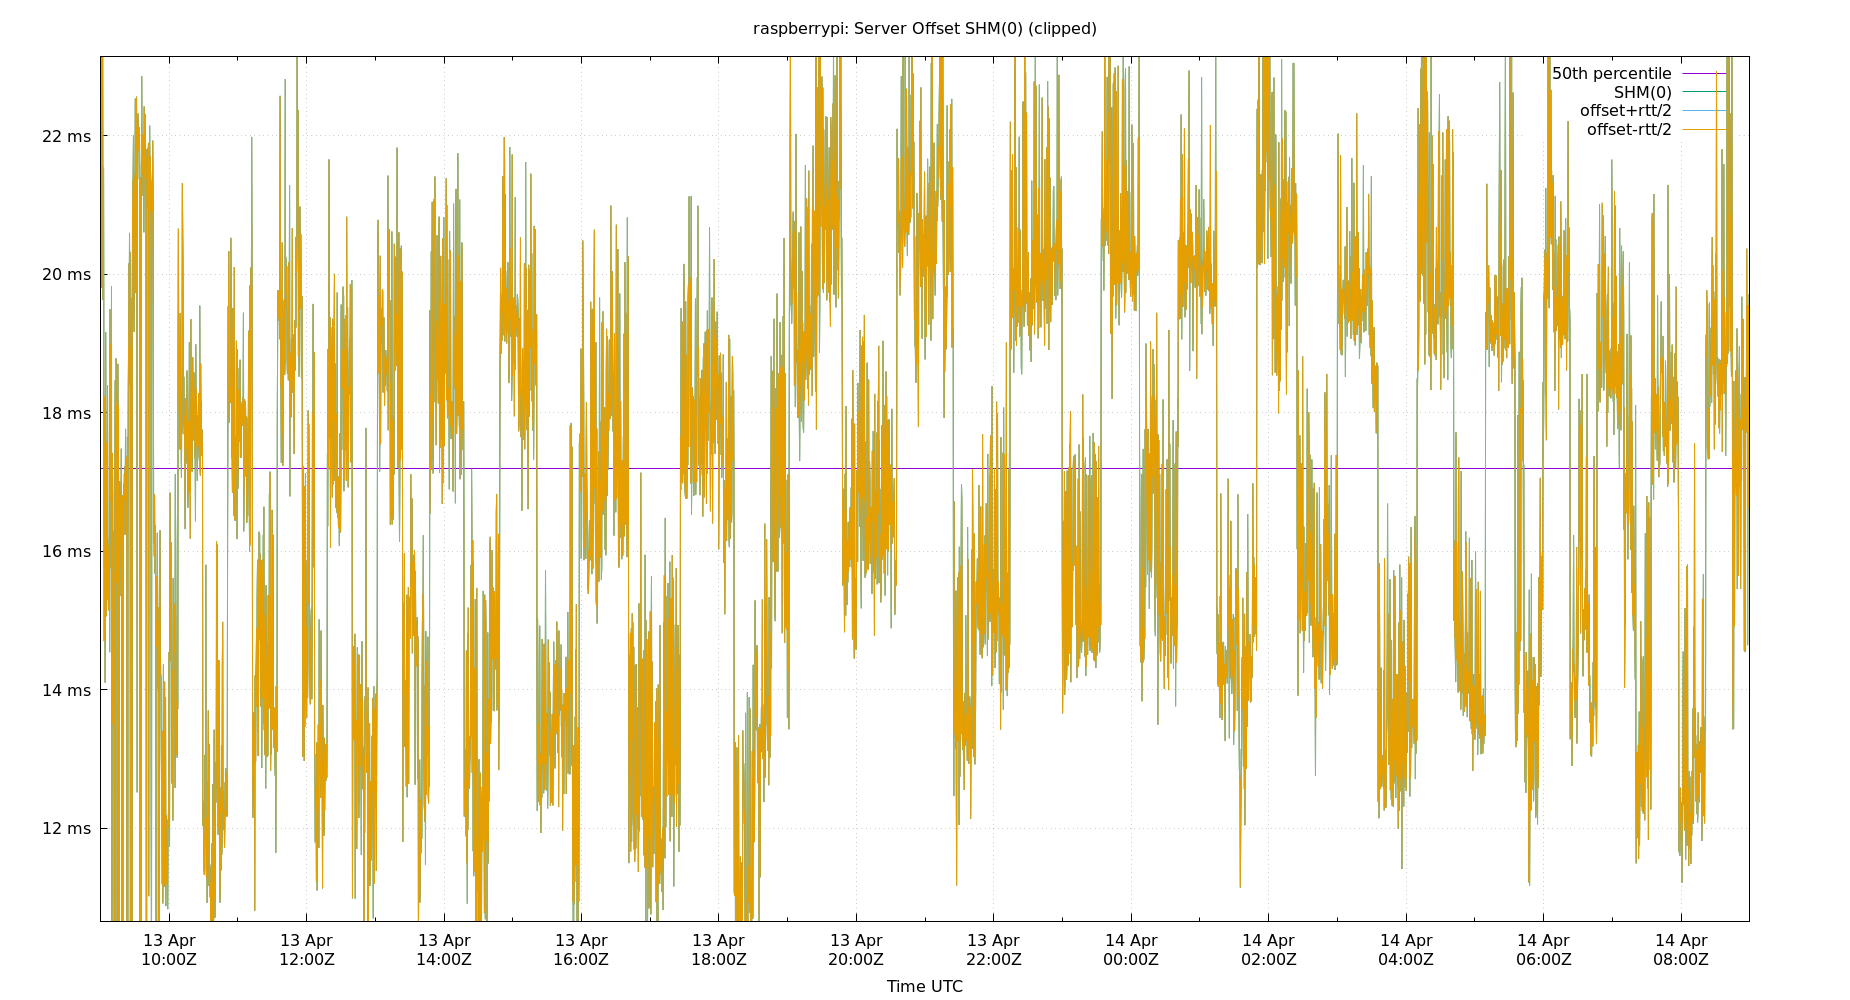 raspberrypi: Server Offset SHM(0) (clipped)
50th percentile
SHM(0)
offset+rtt/2
offset-rtt/2
22 ms
20 ms
18 ms
16 ms
14 ms
12 ms
13 Apr 13 Apr 13 Apr 13 Apr 13 Apr 13 Apr 13 Apr 14 Apr 14 Apr 14 Apr 14 Apr 14 Apr
10:00Z 12:00Z 14:00Z 16:00Z 18:00Z 20:00Z 22:00Z 00:00Z 02:00Z 04:00Z 06:00Z 08:00Z
Time UTC